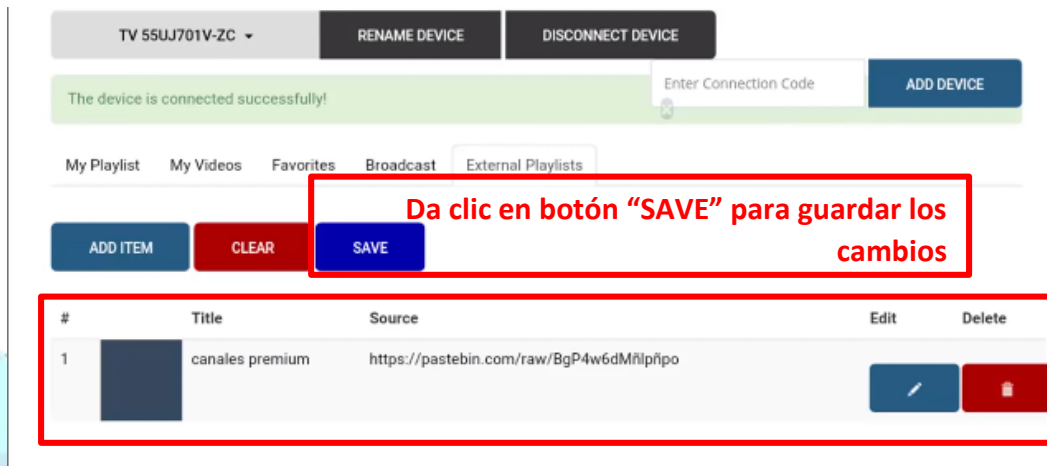 TV 55UJ701V-ZC
RENAME DEVICE
DISCONNECT DEVICE
The device is connected successfully!
Enter Connection Code
ADD DEVICE
My Playlist
My Videos
Favorites
Broadcast
External Playlists
Da clic en botón “SAVE” para guardar los
cambios
ADD ITEM
CLEAR
SAVE
# Title Source Edit Delete
1 canales premium https://pastebin.com/raw/BgP4w6dMñlpñpo